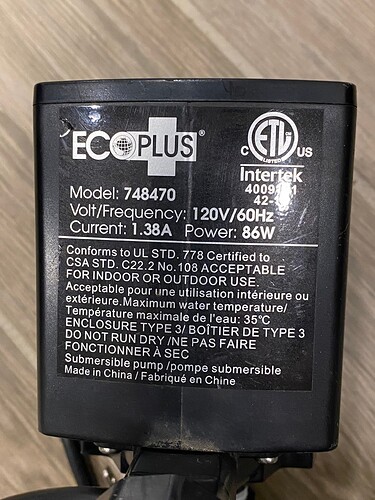 ECOPLUS®
C ETL US
LISTED
Intertek
Model: 748470
Volt/Frequency: 120V/60Hz
Current: 1.38A Power: 86W
Conforms to UL STD. 778 Certified to
CSA STD. C22.2 No.108 ACCEPTABLE
FOR INDOOR OR OUTDOOR USE.
Acceptable pour une utilisation intérieure ou
extérieure.Maximum water temperature/
Température maximale de l'eau: 35℃
ENCLOSURE TYPE 3/ BOÎTIER DE TYPE 3
DO NOT RUN DRY /NE PAS FAIRE
FONCTIONNER À SEC
Submersible pump /pompe submersible
Made in China / Fabriqué en Chine